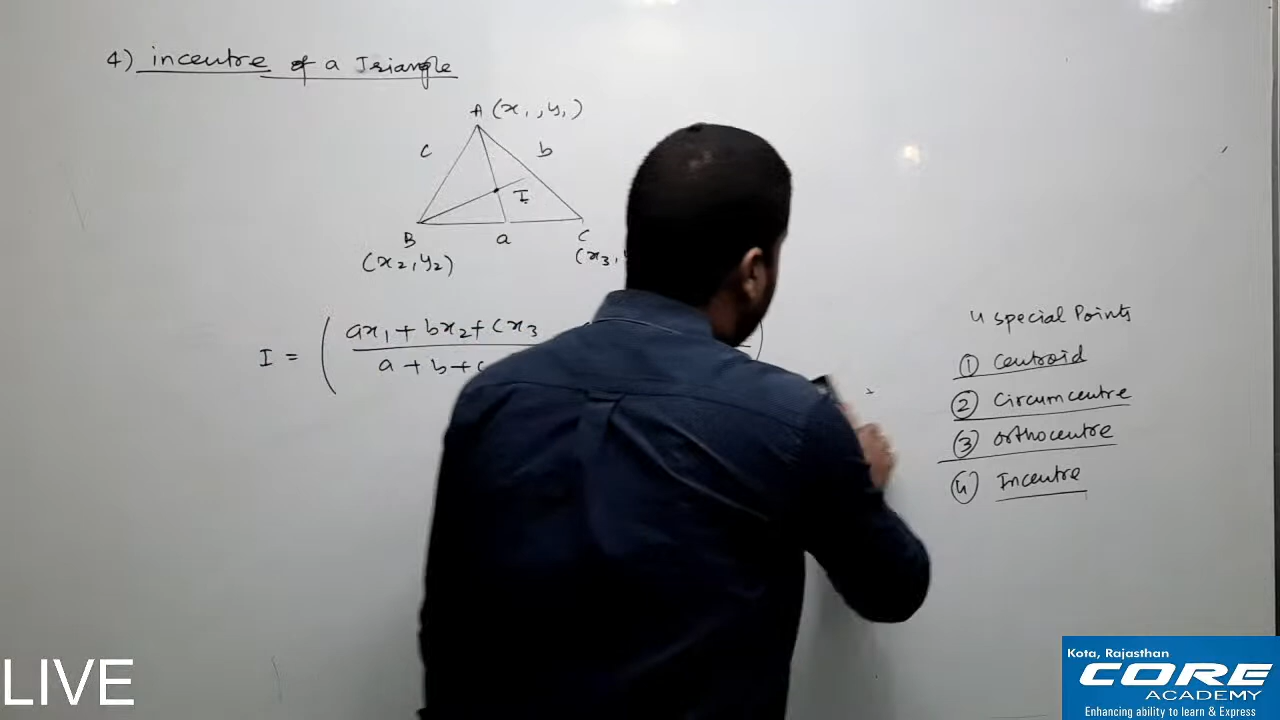 4) incentre of a Triangle
A (x₁, y₁)
c b
I
B a C
(x₂, y₂) (x₃,
I = ( ax₁ + bx₂ + cx₃
a + b + c )
4 special Points
① Centroid
② Circumcentre
③ Orthocentre
④ Incentre
LIVE
Kota, Rajasthan
CORE
ACADEMY
Enhancing ability to learn & Express